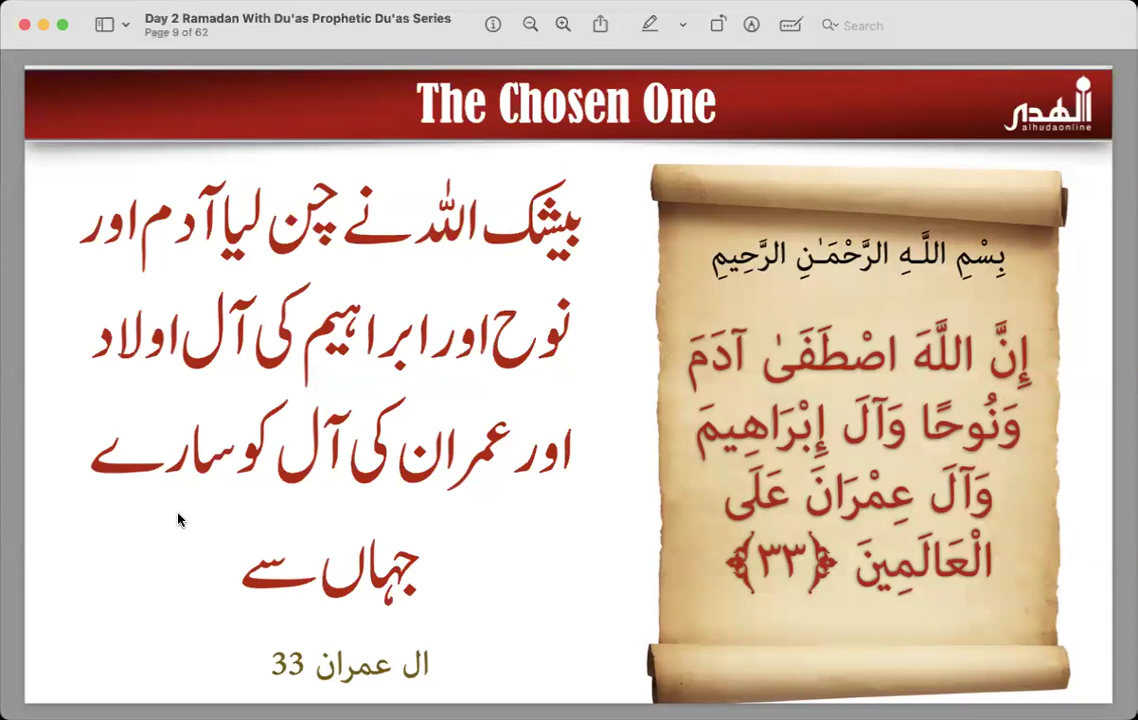 Day 2 Ramadan With Du'as Prophetic Du'as Series
Page 9 of 62
Search
The Chosen One
الهدى
alhudaonline
بیشک اللہ نے چن لیا آدم اور
نوح اور ابراہیم کی آل اولاد
اور عمران کی آل کو سارے
جہاں سے
ال عمران 33
بِسْمِ اللَّـهِ الرَّحْمَـٰنِ الرَّحِيمِ
إِنَّ اللَّهَ اصْطَفَىٰ آدَمَ
وَنُوحًا وَآلَ إِبْرَاهِيمَ
وَآلَ عِمْرَانَ عَلَى
الْعَالَمِينَ ﴿٣٣﴾